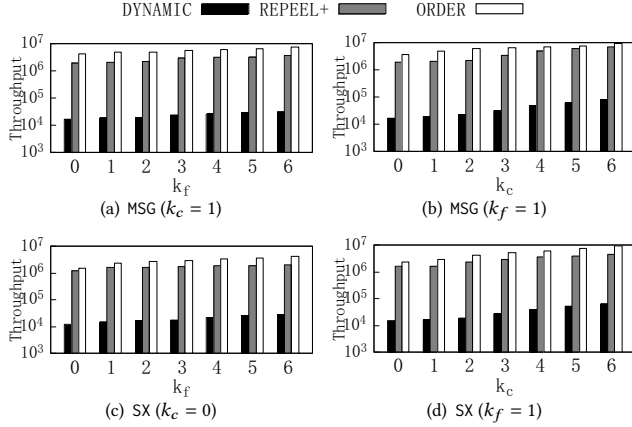 DYNAMIC REPEEL+ ORDER
Throughput
10^7
10^6
10^5
10^4
10^3
0 1 2 3 4 5 6
k_f
(a) MSG (k_c = 1)
Throughput
10^7
10^6
10^5
10^4
10^3
0 1 2 3 4 5 6
k_c
(b) MSG (k_f = 1)
Throughput
10^7
10^6
10^5
10^4
10^3
0 1 2 3 4 5 6
k_f
(c) SX (k_c = 0)
Throughput
10^7
10^6
10^5
10^4
10^3
0 1 2 3 4 5 6
k_c
(d) SX (k_f = 1)